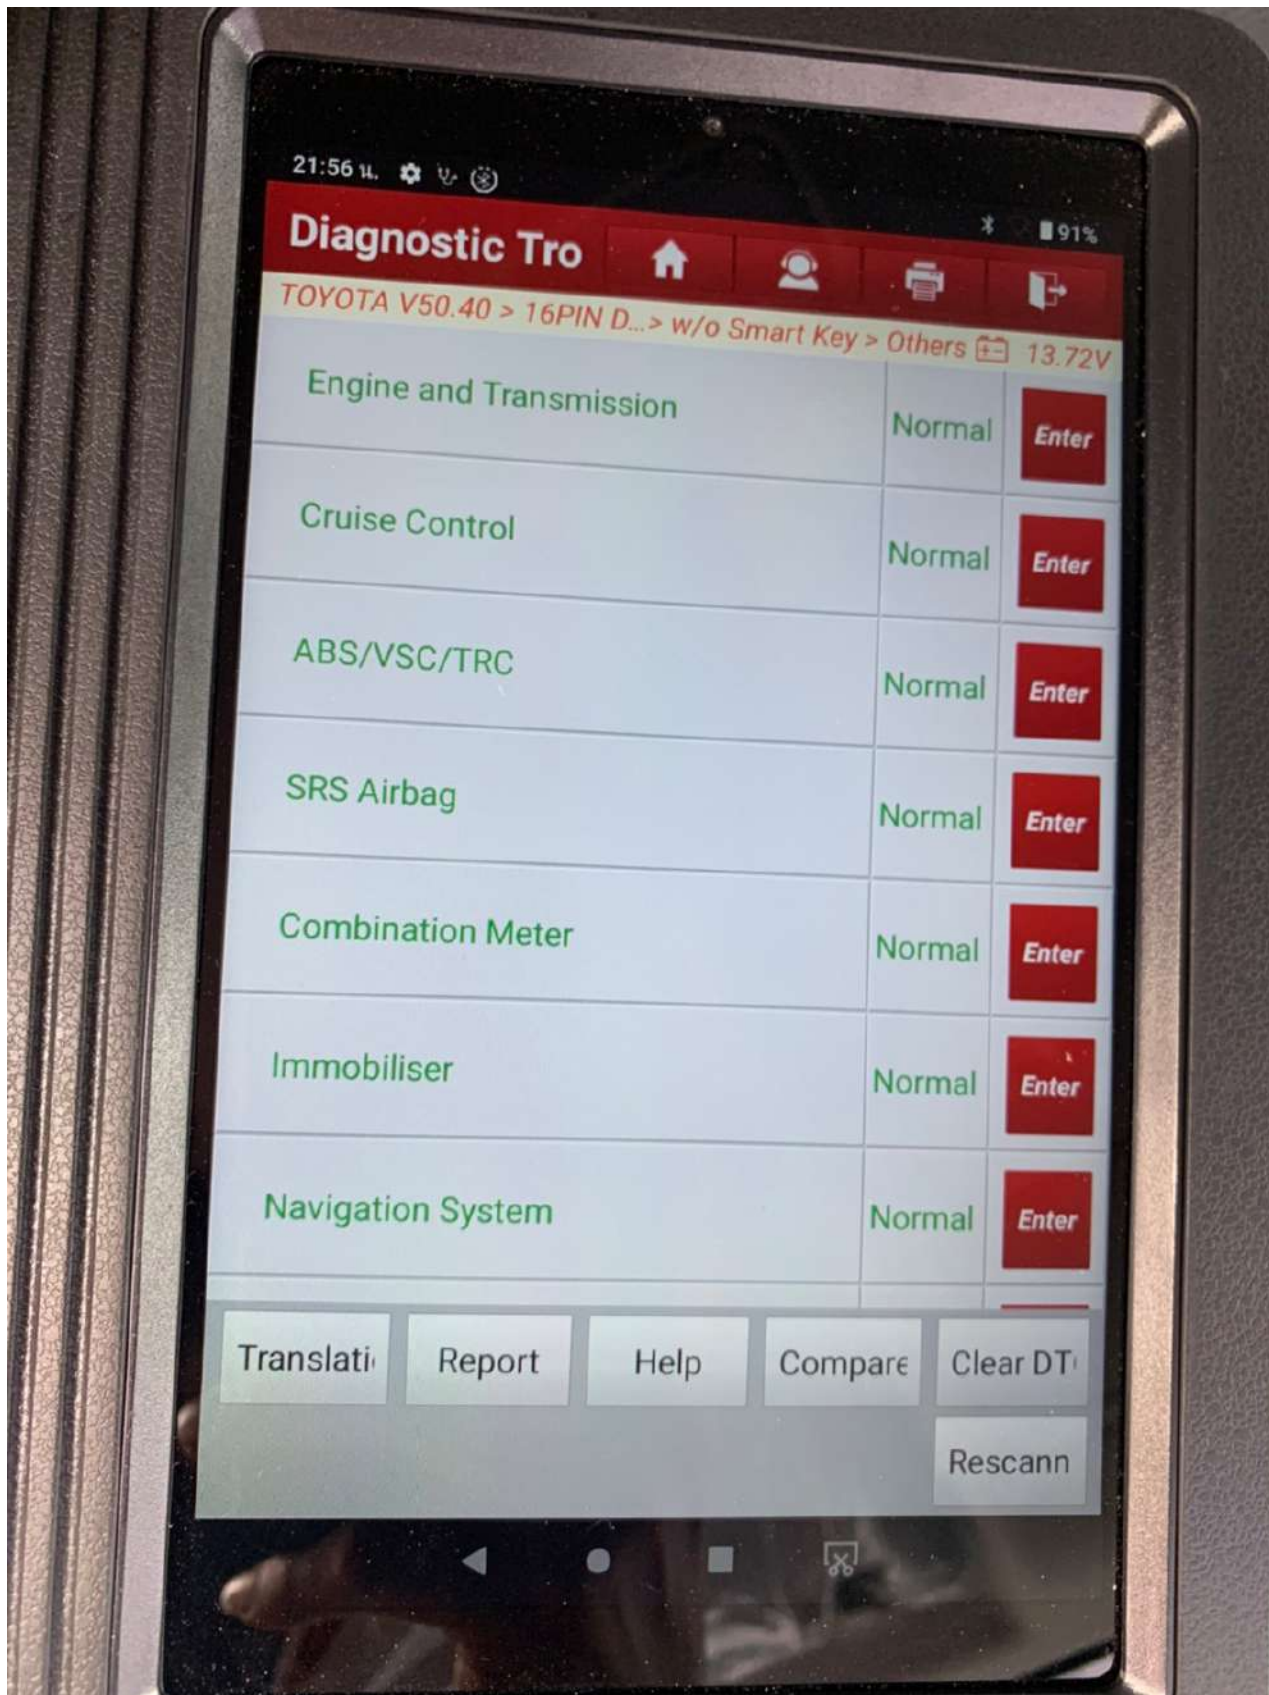 21:56 น.
91%
Diagnostic Tro
TOYOTA V50.40 > 16PIN D...> w/o Smart Key > Others 13.72V
Engine and Transmission Normal Enter
Cruise Control Normal Enter
ABS/VSC/TRC Normal Enter
SRS Airbag Normal Enter
Combination Meter Normal Enter
Immobiliser Normal Enter
Navigation System Normal Enter
Translati Report Help Compare Clear DT
Rescann